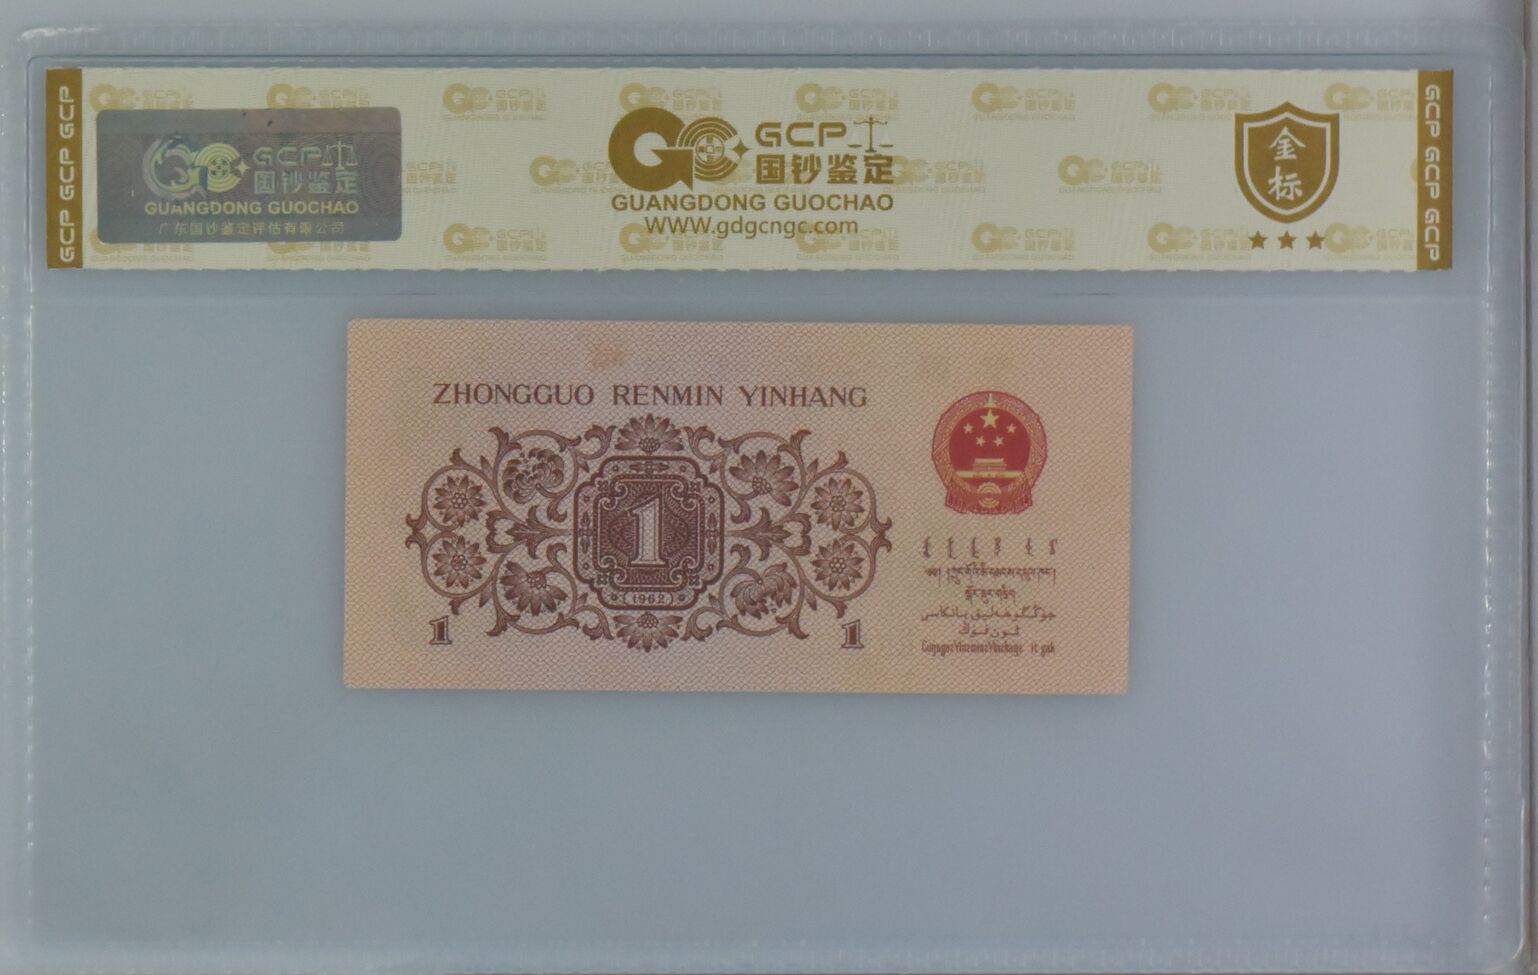 GCP GCP GCP
GCP
国钞鉴定
GUANGDONG GUOCHAO
广东国钞鉴定评估有限公司
GCP
国钞鉴定
GUANGDONG GUOCHAO
WWW.gdgcngc.com
金标
GCP GCP GCP
ZHONGGUO RENMIN YINHANG
1
(1962)
1
1